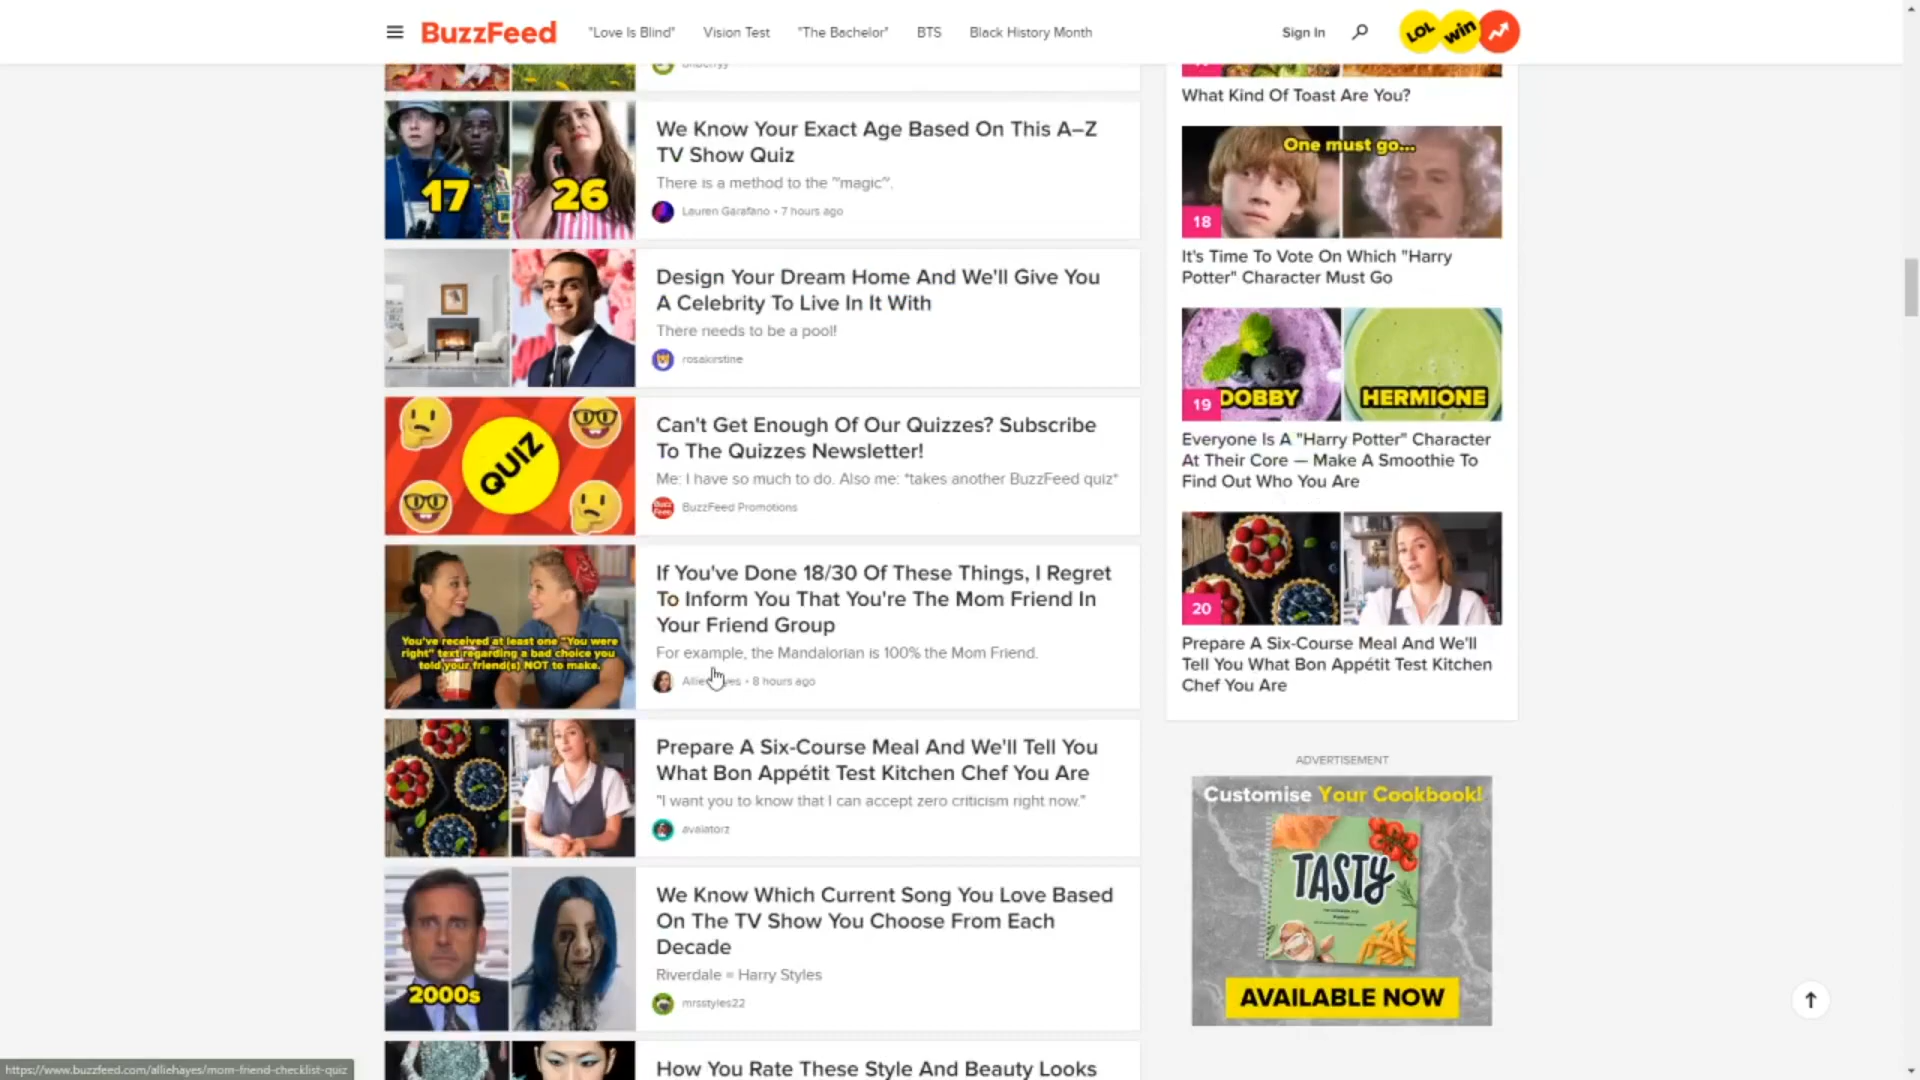 BuzzFeed
"Love Is Blind"
Vision Test
"The Bachelor"
BTS
Black History Month
Sign In
LOL
win
We Know Your Exact Age Based On This A–Z
TV Show Quiz
There is a method to the ~magic~.
Lauren Garafano • 7 hours ago
17
26
Design Your Dream Home And We'll Give You
A Celebrity To Live In It With
There needs to be a pool!
rosakirstine
QUIZ
Can't Get Enough Of Our Quizzes? Subscribe
To The Quizzes Newsletter!
Me: I have so much to do. Also me: *takes another BuzzFeed quiz*
BuzzFeed Promotions
You've received at least one "You were
right" text regarding a bad choice you
told your friend(s) NOT to make.
If You've Done 18/30 Of These Things, I Regret
To Inform You That You're The Mom Friend In
Your Friend Group
For example, the Mandalorian is 100% the Mom Friend.
8 hours ago
Prepare A Six-Course Meal And We'll Tell You
What Bon Appétit Test Kitchen Chef You Are
"I want you to know that I can accept zero criticism right now."
avalatorz
2000s
We Know Which Current Song You Love Based
On The TV Show You Choose From Each
Decade
Riverdale = Harry Styles
mrsstyles22
How You Rate These Style And Beauty Looks
What Kind Of Toast Are You?
One must go...
18
It's Time To Vote On Which "Harry
Potter" Character Must Go
DOBBY
HERMIONE
19
Everyone Is A "Harry Potter" Character
At Their Core — Make A Smoothie To
Find Out Who You Are
20
Prepare A Six-Course Meal And We'll
Tell You What Bon Appétit Test Kitchen
Chef You Are
ADVERTISEMENT
Customise Your Cookbook!
TASTY
AVAILABLE NOW
https://www.buzzfeed.com/alliehayes/mom-friend-checklist-quiz